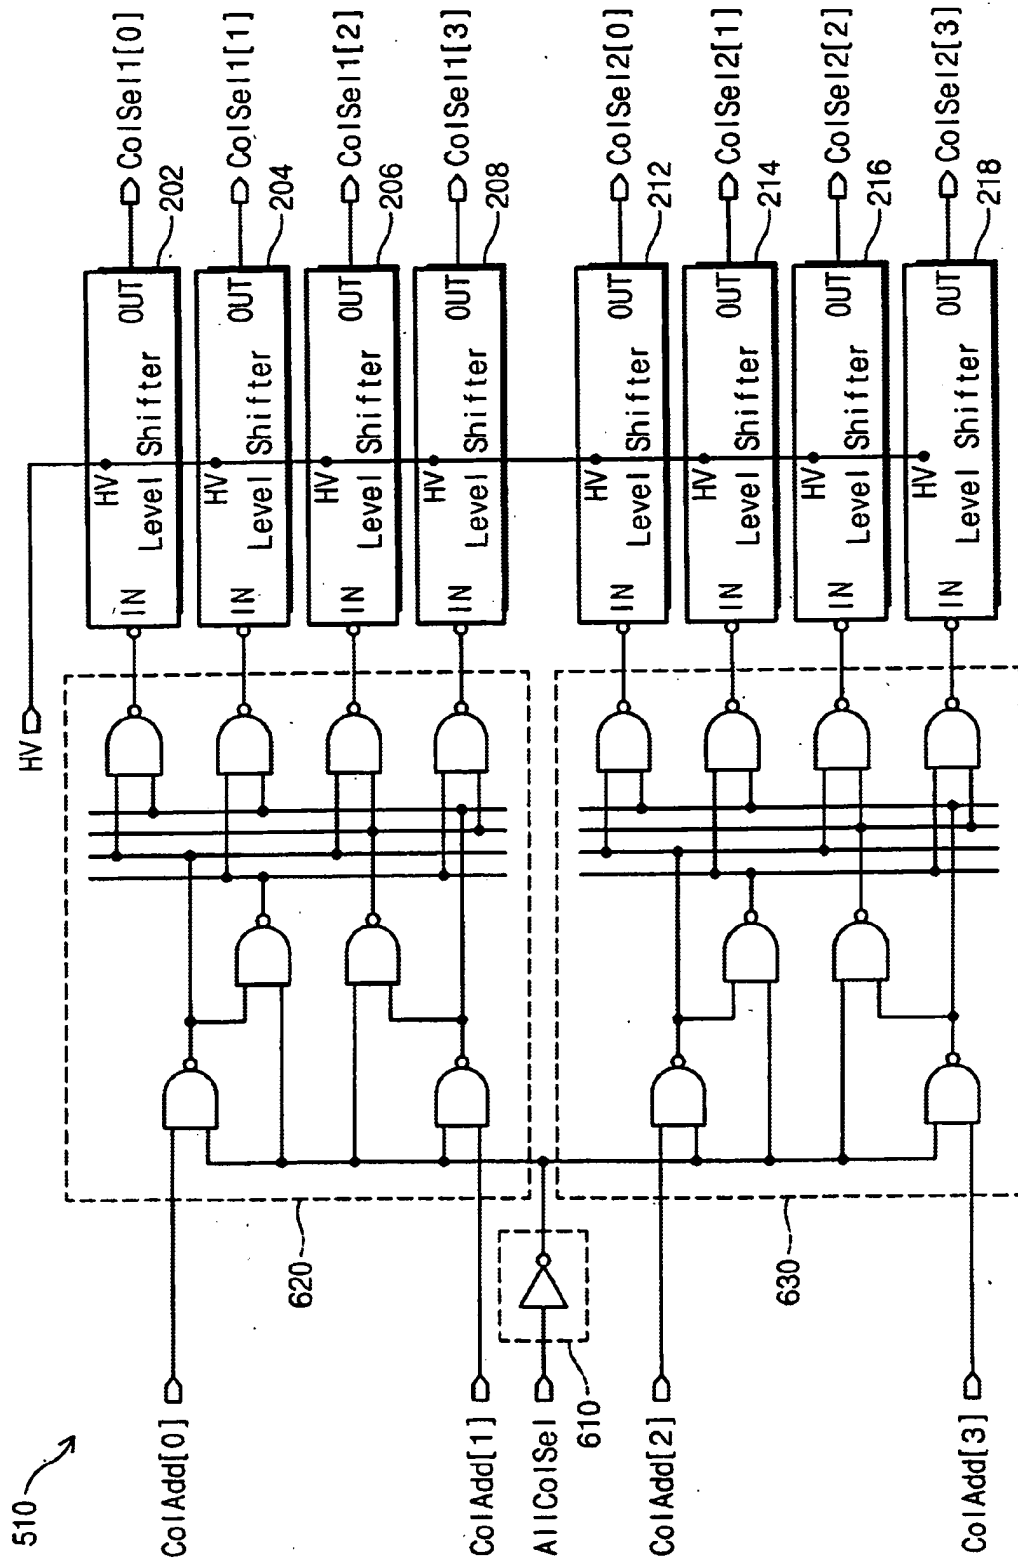 510
HV
ColAdd[0]
ColAdd[1]
AllColSel
ColAdd[2]
ColAdd[3]
610
620
630
IN HV Level Shifter OUT
202
ColSel1[0]
IN HV Level Shifter OUT
204
ColSel1[1]
IN HV Level Shifter OUT
206
ColSel1[2]
IN HV Level Shifter OUT
208
ColSel1[3]
IN HV Level Shifter OUT
212
ColSel2[0]
IN HV Level Shifter OUT
214
ColSel2[1]
IN HV Level Shifter OUT
216
ColSel2[2]
IN HV Level Shifter OUT
218
ColSel2[3]